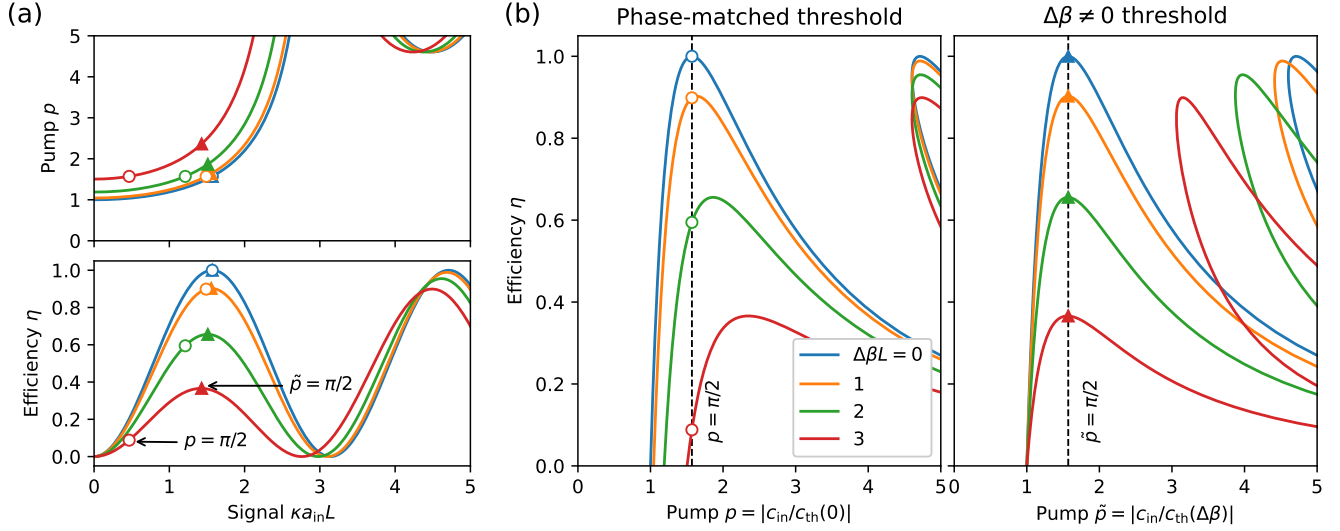 (a)
5
4
3
2
1
0
Pump p
1.0
0.8
0.6
0.4
0.2
0.0
Efficiency η
p̃ = π/2
p = π/2
0 1 2 3 4 5
Signal κa_in L
(b)
Phase-matched threshold
Δβ ≠ 0 threshold
1.0
0.8
0.6
0.4
0.2
0.0
Efficiency η
p = π/2
ΔβL = 0
1
2
3
p̃ = π/2
0 1 2 3 4 5
0 1 2 3 4 5
Pump p = |c_in/c_th(0)|
Pump p̃ = |c_in/c_th(Δβ)|